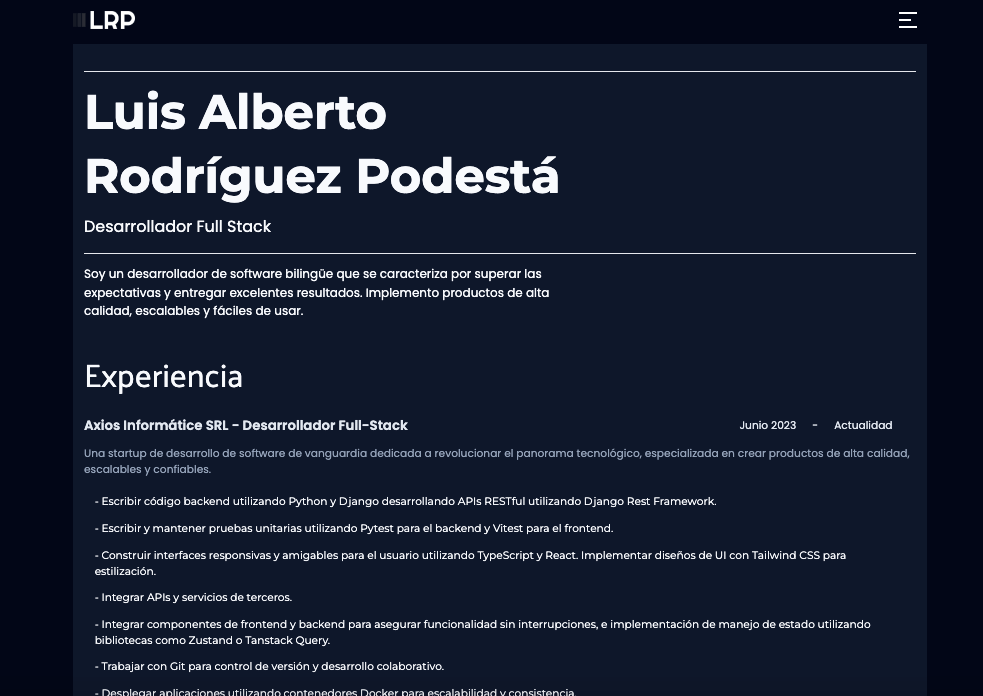 LRP
Luis Alberto
Rodríguez Podestá
Desarrollador Full Stack
Soy un desarrollador de software bilingüe que se caracteriza por superar las
expectativas y entregar excelentes resultados. Implemento productos de alta
calidad, escalables y fáciles de usar.
Experiencia
Axios Informátice SRL - Desarrollador Full-Stack Junio 2023 - Actualidad
Una startup de desarrollo de software de vanguardia dedicada a revolucionar el panorama tecnológico, especializada en crear productos de alta calidad,
escalables y confiables.
- Escribir código backend utilizando Python y Django desarrollando APIs RESTful utilizando Django Rest Framework.
- Escribir y mantener pruebas unitarias utilizando Pytest para el backend y Vitest para el frontend.
- Construir interfaces responsivas y amigables para el usuario utilizando TypeScript y React. Implementar diseños de UI con Tailwind CSS para
estilización.
- Integrar APIs y servicios de terceros.
- Integrar componentes de frontend y backend para asegurar funcionalidad sin interrupciones, e implementación de manejo de estado utilizando
bibliotecas como Zustand o Tanstack Query.
- Trabajar con Git para control de versión y desarrollo colaborativo.
- Desplegar aplicaciones utilizando contenedores Docker para escalabilidad y consistencia.